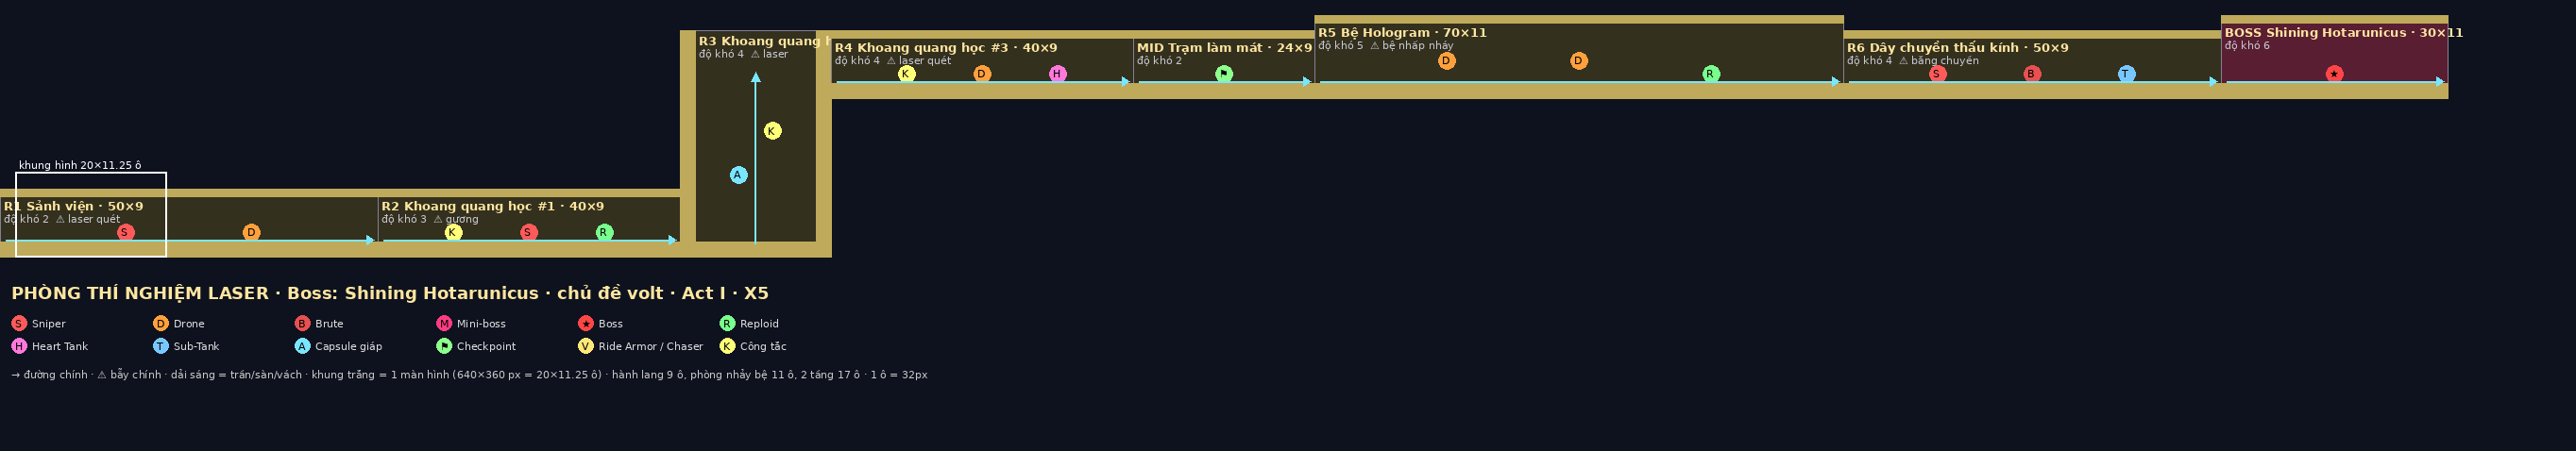 R3 Khoang quang h
độ khó 4 ⚠ laser
K
A
R4 Khoang quang học #3 · 40×9
độ khó 4 ⚠ laser quét
K
D
H
MID Trạm làm mát · 24×9
độ khó 2
⚑
R5 Bệ Hologram · 70×11
độ khó 5 ⚠ bệ nhấp nháy
D
D
R
R6 Dây chuyền thấu kính · 50×9
độ khó 4 ⚠ băng chuyền
S
B
T
BOSS Shining Hotarunicus · 30×11
độ khó 6
★
khung hình 20×11.25 ô
R1 Sảnh viện · 50×9
độ khó 2 ⚠ laser quét
S
D
R2 Khoang quang học #1 · 40×9
độ khó 3 ⚠ gương
K
S
R
PHÒNG THÍ NGHIỆM LASER · Boss: Shining Hotarunicus · chủ đề volt · Act I · X5
S Sniper
D Drone
B Brute
M Mini-boss
★ Boss
R Reploid
H Heart Tank
T Sub-Tank
A Capsule giáp
⚑ Checkpoint
V Ride Armor / Chaser
K Công tắc
→ đường chính · ⚠ bẫy chính · dải sáng = trần/sàn/vách · khung trắng = 1 màn hình (640×360 px = 20×11.25 ô) · hành lang 9 ô, phòng nhảy bệ 11 ô, 2 tầng 17 ô · 1 ô = 32px